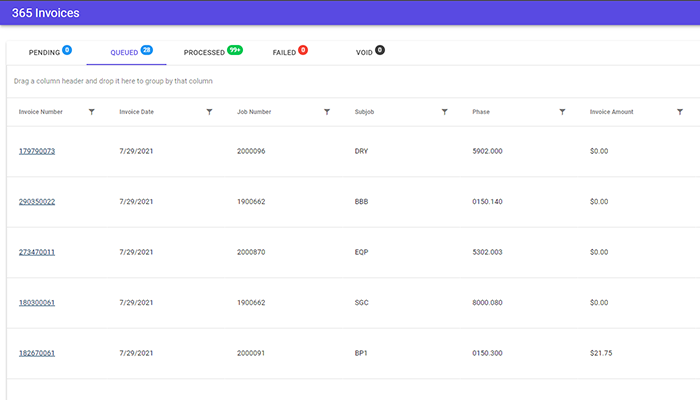 365 Invoices
PENDING 0 QUEUED 28 PROCESSED 99+ FAILED 0 VOID 0
Drag a column header and drop it here to group by that column
Invoice Number Invoice Date Job Number Subjob Phase Invoice Amount
179790073 7/29/2021 2000096 DRY 5902.000 $0.00
290350022 7/29/2021 1900662 BBB 0150.140 $0.00
273470011 7/29/2021 2000870 EQP 5302.003 $0.00
180300061 7/29/2021 1900662 SGC 8000.080 $0.00
182670061 7/29/2021 2000091 BP1 0150.300 $21.75